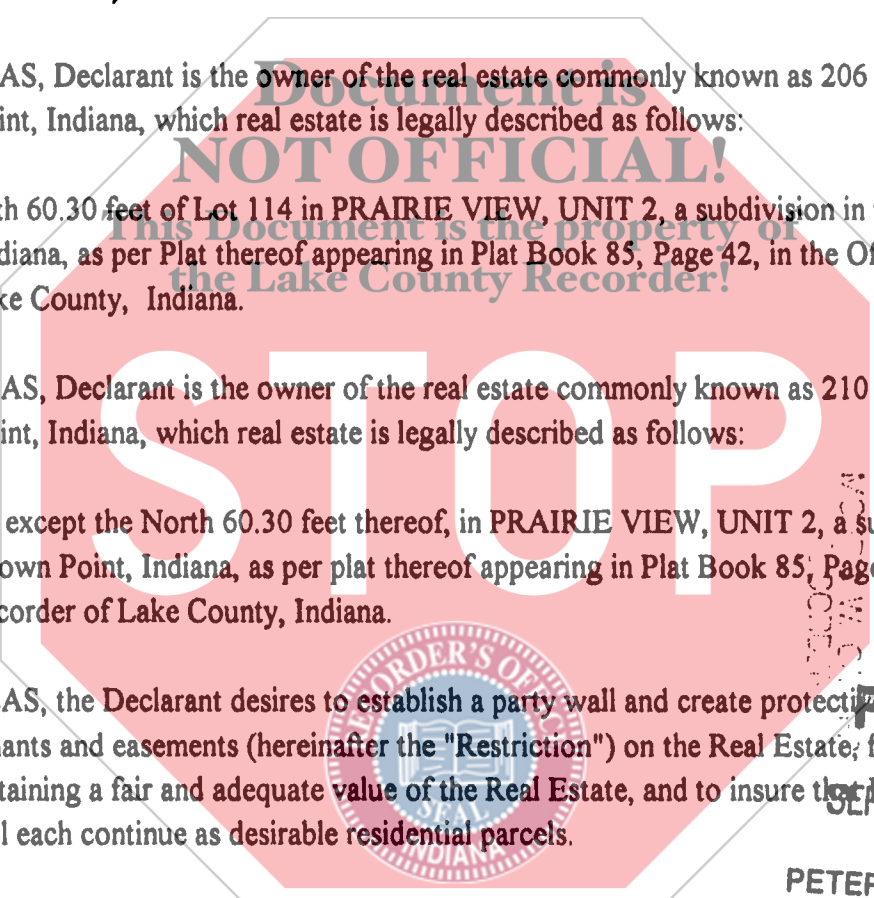 AS, Declarant is the owner of the real estate commonly known as 206
Document is
int, Indiana, which real estate is legally described as follows:
NOT OFFICIAL!
th 60.30 feet of Lot 114 in PRAIRIE VIEW, UNIT 2, a subdivision in
This Document is the property of
diana, as per Plat thereof appearing in Plat Book 85, Page 42, in the Of
the Lake County Recorder!
ke County, Indiana.
STOP
AS, Declarant is the owner of the real estate commonly known as 210
int, Indiana, which real estate is legally described as follows:
except the North 60.30 feet thereof, in PRAIRIE VIEW, UNIT 2, a su
own Point, Indiana, as per plat thereof appearing in Plat Book 85, Page
corder of Lake County, Indiana.
RECORDER'S OFFICE
AS, the Declarant desires to establish a party wall and create protecti
nants and easements (hereinafter the "Restriction") on the Real Estate, f
taining a fair and adequate value of the Real Estate, and to insure that
SEAL
l each continue as desirable residential parcels.
INDIANA
PETER